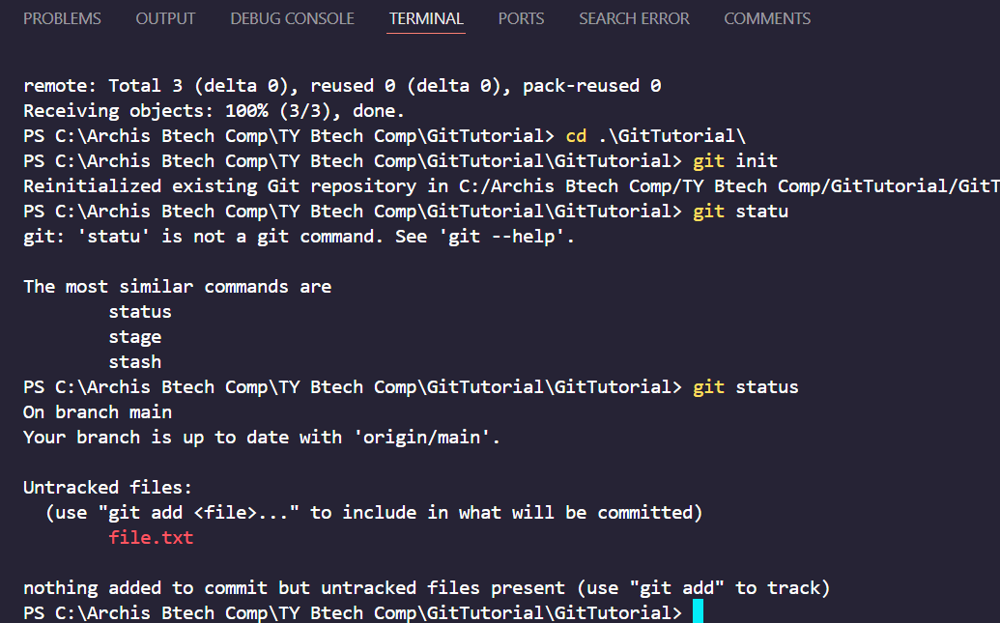 PROBLEMS OUTPUT DEBUG CONSOLE TERMINAL PORTS SEARCH ERROR COMMENTS
remote: Total 3 (delta 0), reused 0 (delta 0), pack-reused 0
Receiving objects: 100% (3/3), done.
PS C:\Archis Btech Comp\TY Btech Comp\GitTutorial> cd .\GitTutorial\
PS C:\Archis Btech Comp\TY Btech Comp\GitTutorial\GitTutorial> git init
Reinitialized existing Git repository in C:/Archis Btech Comp/TY Btech Comp/GitTutorial/GitT
PS C:\Archis Btech Comp\TY Btech Comp\GitTutorial\GitTutorial> git statu
git: 'statu' is not a git command. See 'git --help'.
The most similar commands are
status
stage
stash
PS C:\Archis Btech Comp\TY Btech Comp\GitTutorial\GitTutorial> git status
On branch main
Your branch is up to date with 'origin/main'.
Untracked files:
(use "git add <file>..." to include in what will be committed)
file.txt
nothing added to commit but untracked files present (use "git add" to track)
PS C:\Archis Btech Comp\TY Btech Comp\GitTutorial\GitTutorial>